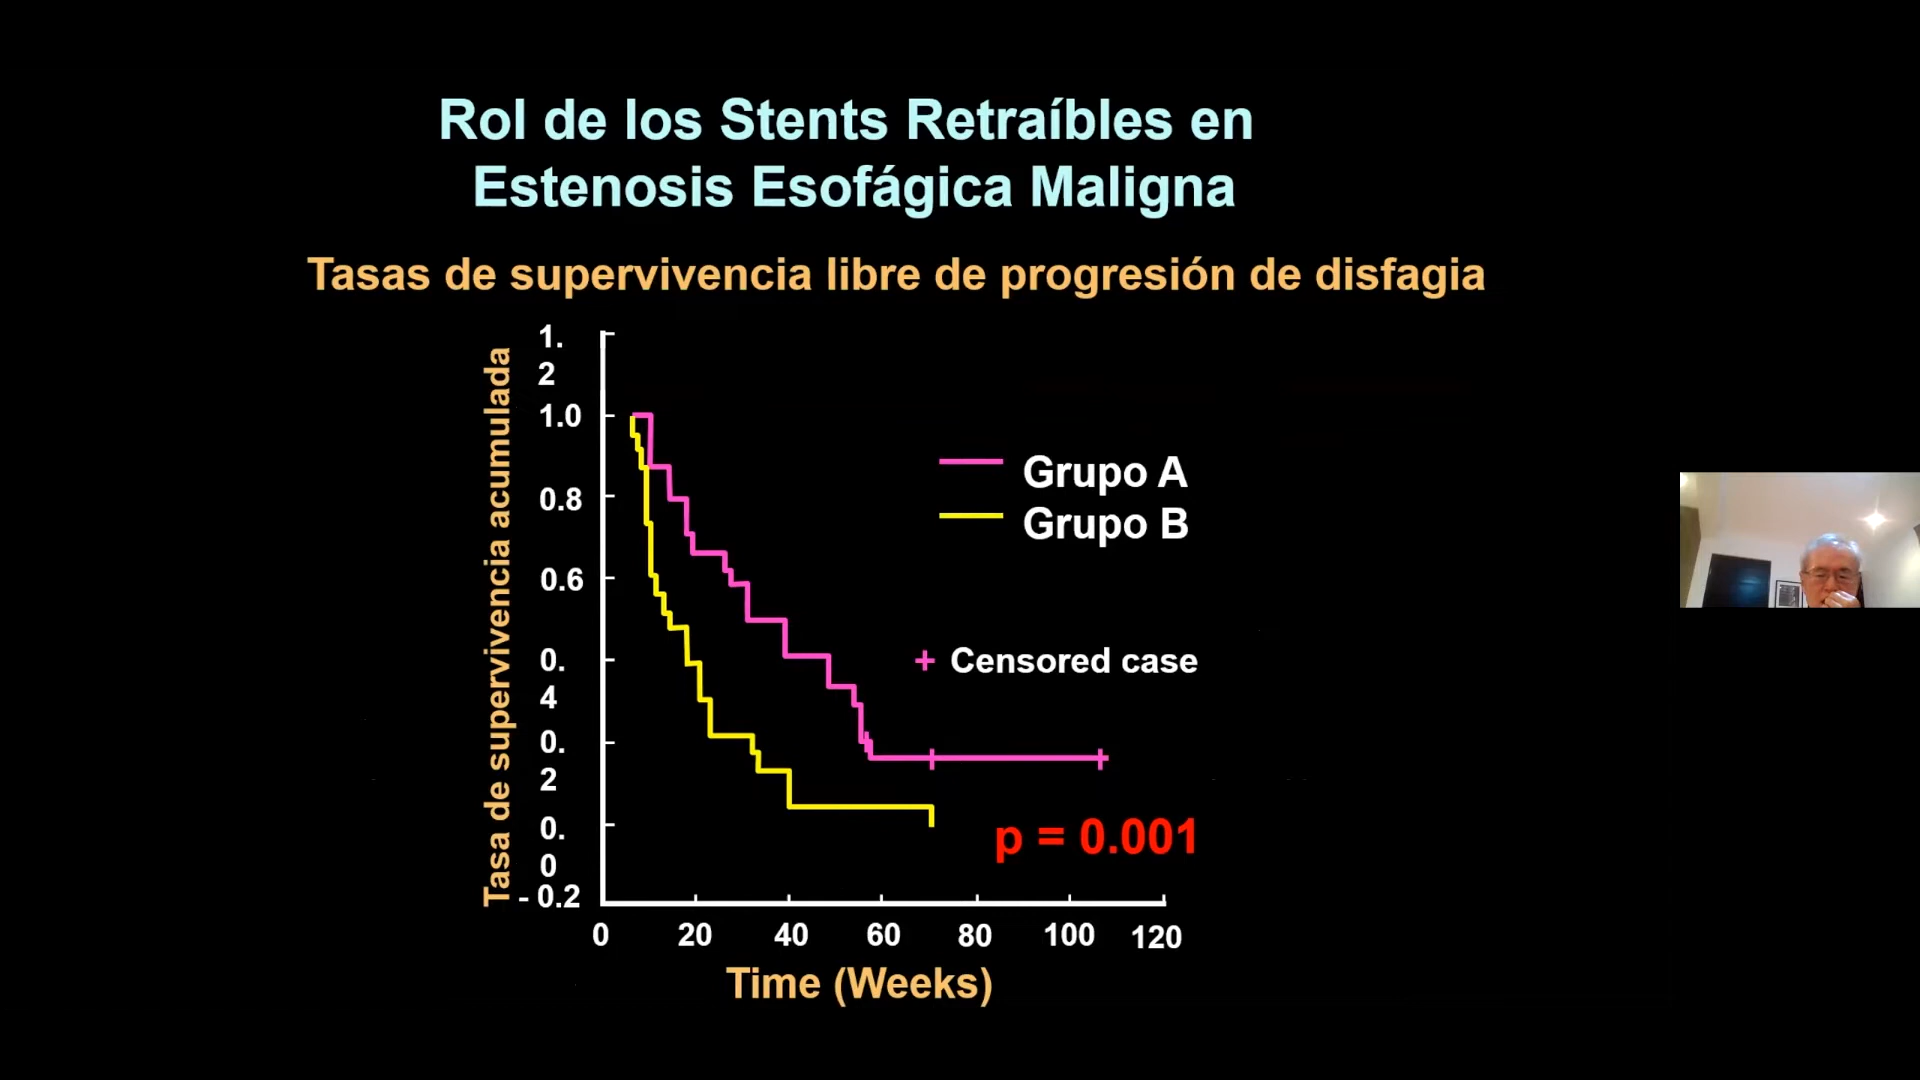 Rol de los Stents Retraíbles en
Estenosis Esofágica Maligna
Tasas de supervivencia libre de progresión de disfagia
Tasa de supervivencia acumulada
1.
2
1.0
0.8
0.6
0.
4
0.
2
0.
0
- 0.2
Grupo A
Grupo B
+ Censored case
p = 0.001
0 20 40 60 80 100 120
Time (Weeks)